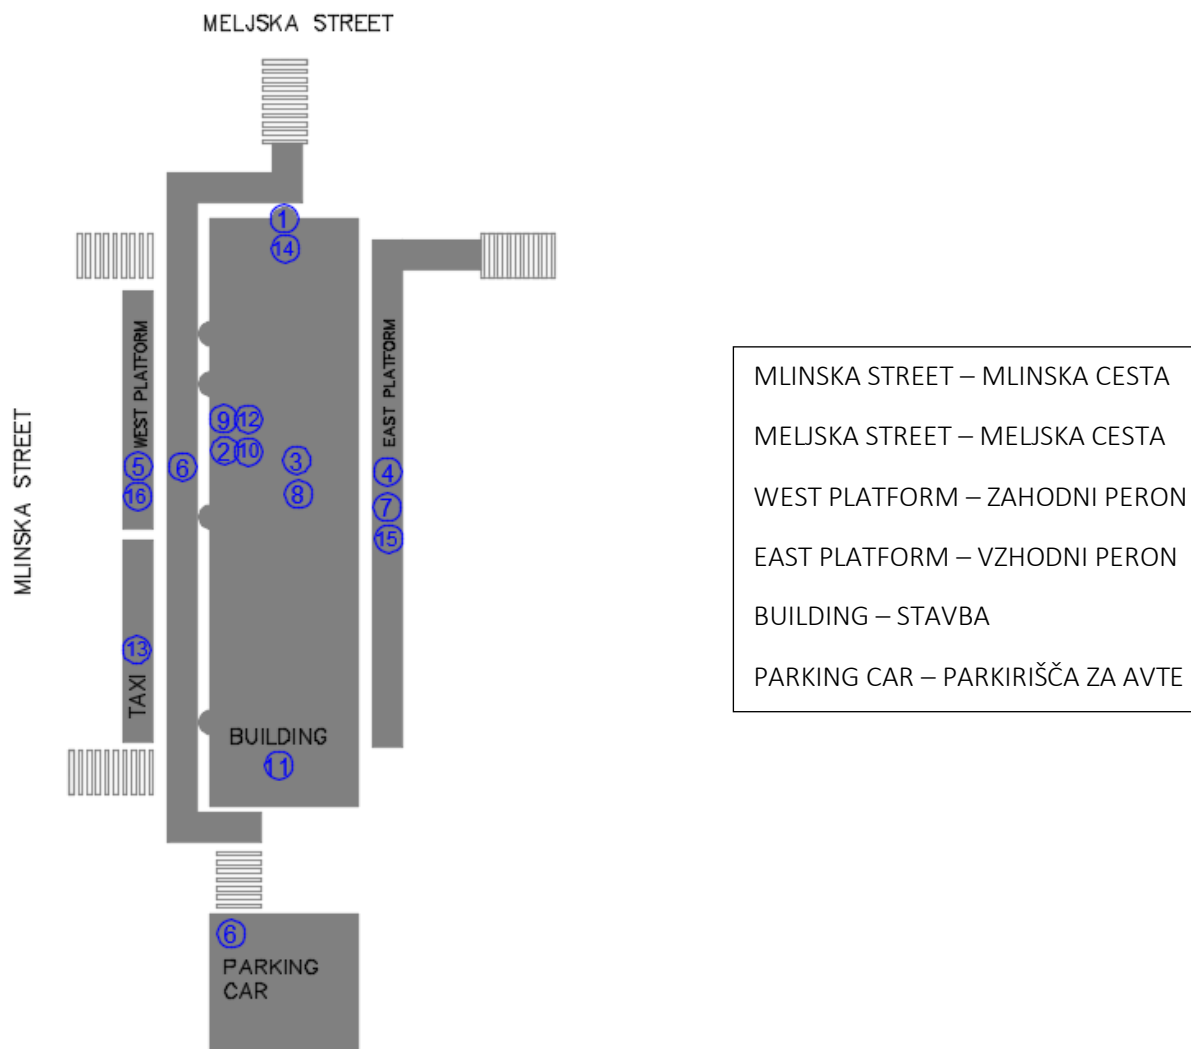 MELJSKA STREET
1
14
WEST PLATFORM
EAST PLATFORM
MLINSKA STREET
9 12
2 10
3
8
5
16
6
4
7
15
13
TAXI
BUILDING
11
6
PARKING
CAR
MLINSKA STREET – MLINSKA CESTA
MELJSKA STREET – MELJSKA CESTA
WEST PLATFORM – ZAHODNI PERON
EAST PLATFORM – VZHODNI PERON
BUILDING – STAVBA
PARKING CAR – PARKIRIŠČA ZA AVTE